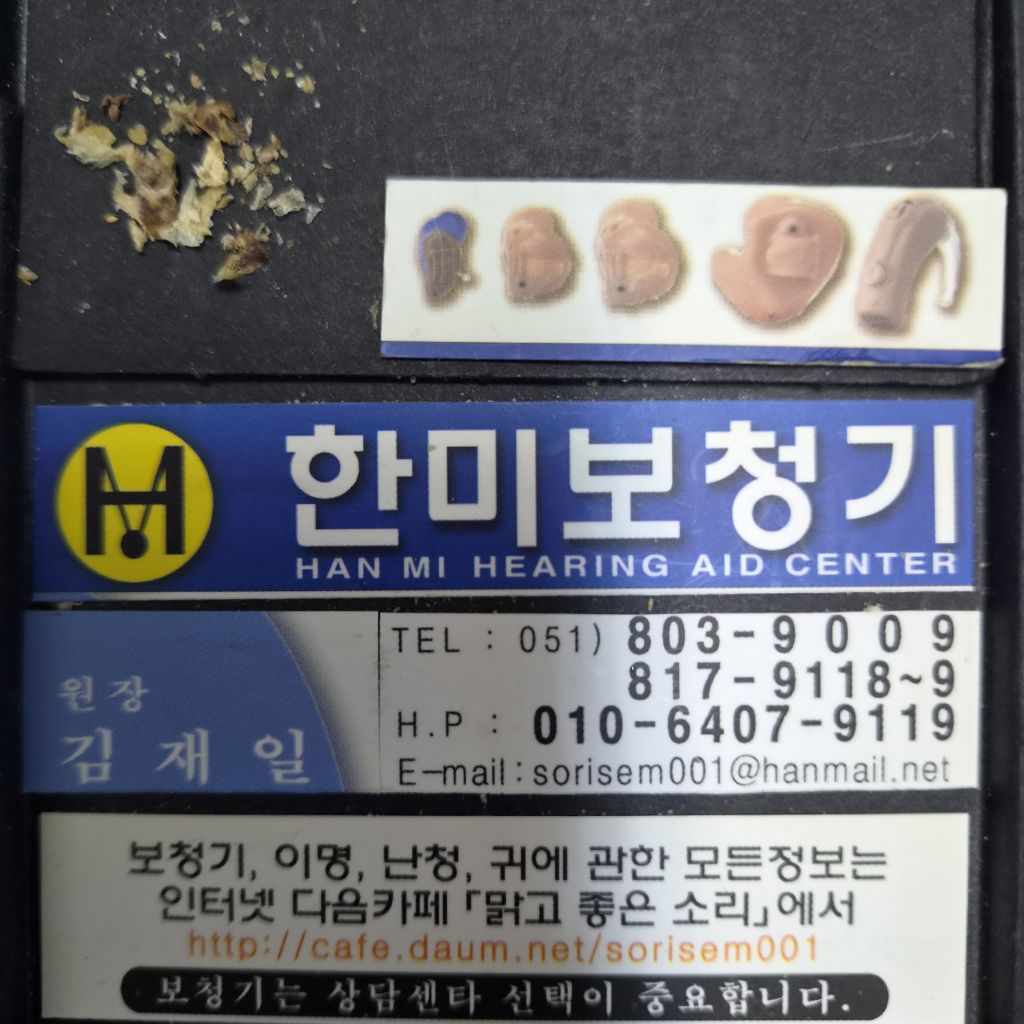 한미보청기
HAN MI HEARING AID CENTER
TEL : 051) 803-9009
817-9118~9
원장
H.P : 010-6407-9119
김재일
E-mail:sorisem001@hanmail.net
보청기, 이명, 난청, 귀에 관한 모든정보는
인터넷 다음카페 「맑고 좋은 소리」에서
http://cafe.daum.net/sorisem001
보청기는 상담센타 선택이 중요합니다.